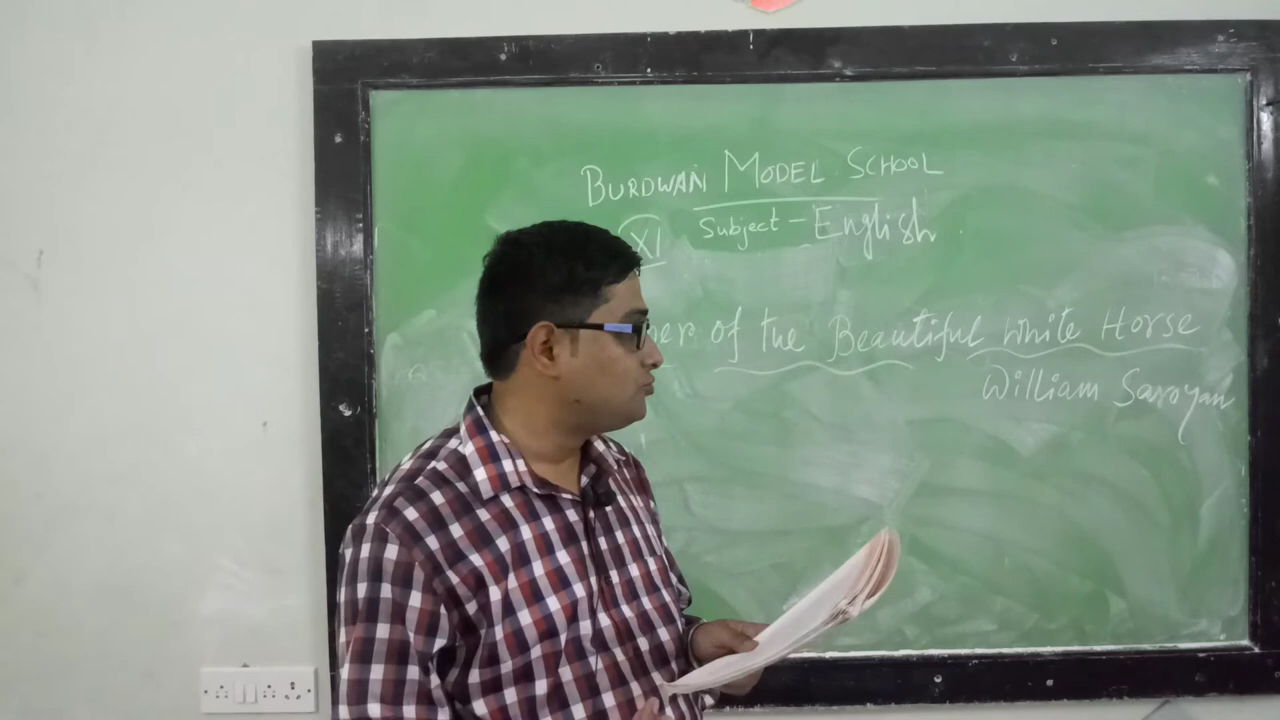 BURDWAN MODEL SCHOOL
XI Subject - English
of the Beautiful White Horse
William Saroyan